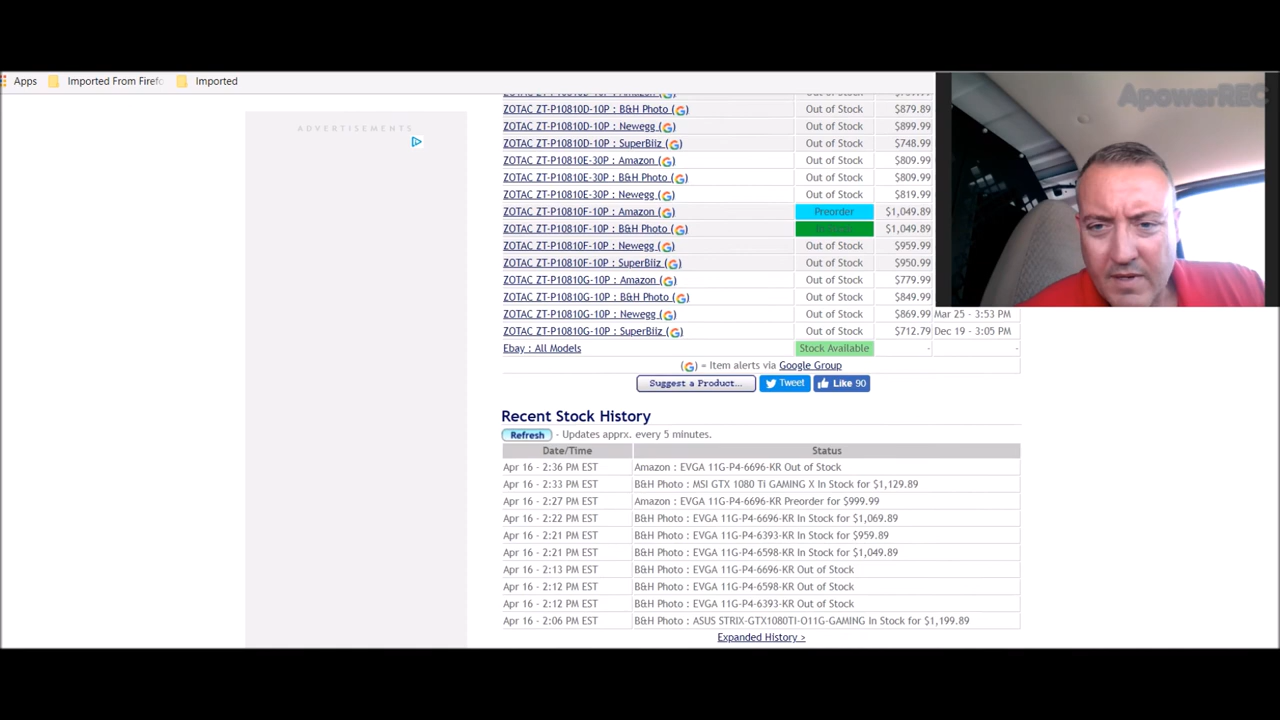 Apps Imported From Firefo Imported
ApowerREC
ADVERTISEMENTS
ZOTAC ZT-P10810D-10P : B&H Photo (G) Out of Stock $879.89
ZOTAC ZT-P10810D-10P : Newegg (G) Out of Stock $899.99
ZOTAC ZT-P10810D-10P : SuperBiiz (G) Out of Stock $748.99
ZOTAC ZT-P10810E-30P : Amazon (G) Out of Stock $809.99
ZOTAC ZT-P10810E-30P : B&H Photo (G) Out of Stock $809.99
ZOTAC ZT-P10810E-30P : Newegg (G) Out of Stock $819.99
ZOTAC ZT-P10810F-10P : Amazon (G) Preorder $1,049.89
ZOTAC ZT-P10810F-10P : B&H Photo (G) $1,049.89
ZOTAC ZT-P10810F-10P : Newegg (G) Out of Stock $959.99
ZOTAC ZT-P10810F-10P : SuperBiiz (G) Out of Stock $950.99
ZOTAC ZT-P10810G-10P : Amazon (G) Out of Stock $779.99
ZOTAC ZT-P10810G-10P : B&H Photo (G) Out of Stock $849.99
ZOTAC ZT-P10810G-10P : Newegg (G) Out of Stock $869.99 Mar 25 - 3:53 PM
ZOTAC ZT-P10810G-10P : SuperBiiz (G) Out of Stock $712.79 Dec 19 - 3:05 PM
Ebay : All Models Stock Available - -
(G) = Item alerts via Google Group
Suggest a Product... Tweet Like 90
Recent Stock History
Refresh - Updates apprx. every 5 minutes.
Date/Time Status
Apr 16 - 2:36 PM EST Amazon : EVGA 11G-P4-6696-KR Out of Stock
Apr 16 - 2:33 PM EST B&H Photo : MSI GTX 1080 Ti GAMING X In Stock for $1,129.89
Apr 16 - 2:27 PM EST Amazon : EVGA 11G-P4-6696-KR Preorder for $999.99
Apr 16 - 2:22 PM EST B&H Photo : EVGA 11G-P4-6696-KR In Stock for $1,069.89
Apr 16 - 2:21 PM EST B&H Photo : EVGA 11G-P4-6393-KR In Stock for $959.89
Apr 16 - 2:21 PM EST B&H Photo : EVGA 11G-P4-6598-KR In Stock for $1,049.89
Apr 16 - 2:13 PM EST B&H Photo : EVGA 11G-P4-6696-KR Out of Stock
Apr 16 - 2:12 PM EST B&H Photo : EVGA 11G-P4-6598-KR Out of Stock
Apr 16 - 2:12 PM EST B&H Photo : EVGA 11G-P4-6393-KR Out of Stock
Apr 16 - 2:06 PM EST B&H Photo : ASUS STRIX-GTX1080TI-O11G-GAMING In Stock for $1,199.89
Expanded History >